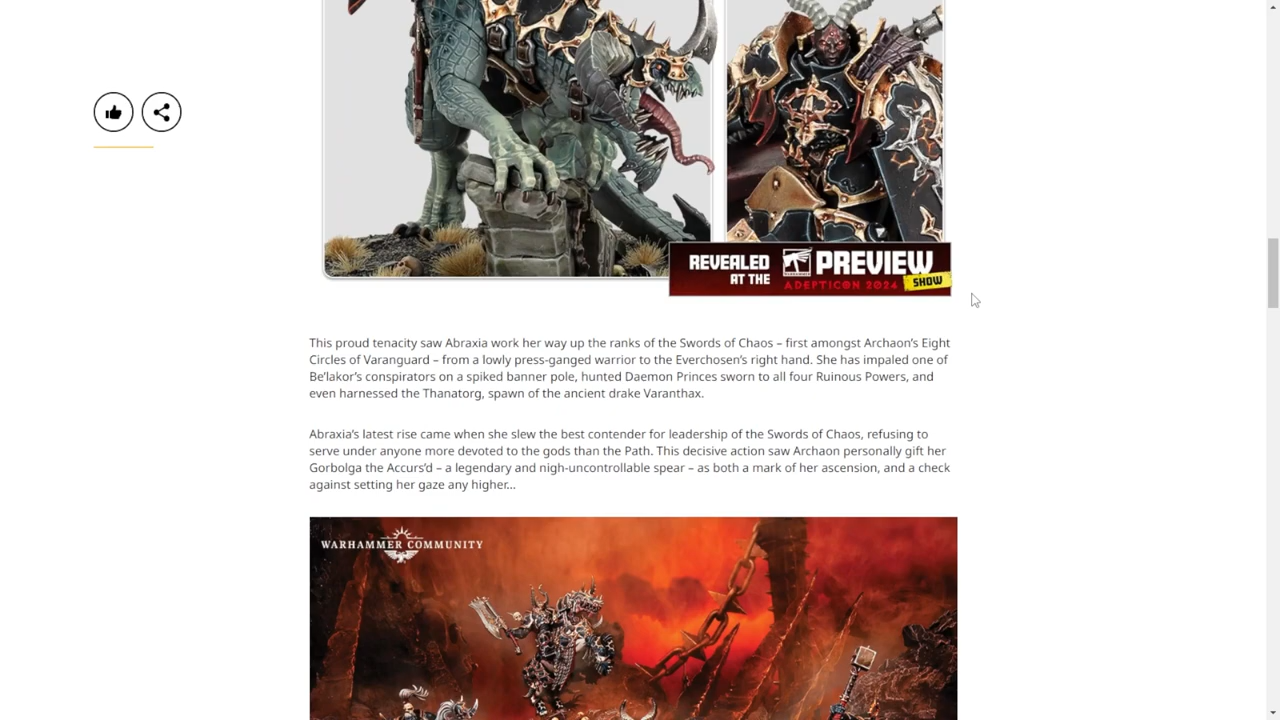 REVEALED
AT THE
WARHAMMER
PREVIEW
ADEPTICON 2024
SHOW
This proud tenacity saw Abraxia work her way up the ranks of the Swords of Chaos – first amongst Archaon’s Eight
Circles of Varanguard – from a lowly press-ganged warrior to the Everchosen’s right hand. She has impaled one of
Be’lakor’s conspirators on a spiked banner pole, hunted Daemon Princes sworn to all four Ruinous Powers, and
even harnessed the Thanatorg, spawn of the ancient drake Varanthax.
Abraxia’s latest rise came when she slew the best contender for leadership of the Swords of Chaos, refusing to
serve under anyone more devoted to the gods than the Path. This decisive action saw Archaon personally gift her
Gorbolga the Accurs’d – a legendary and nigh-uncontrollable spear – as both a mark of her ascension, and a check
against setting her gaze any higher…
WARHAMMER COMMUNITY